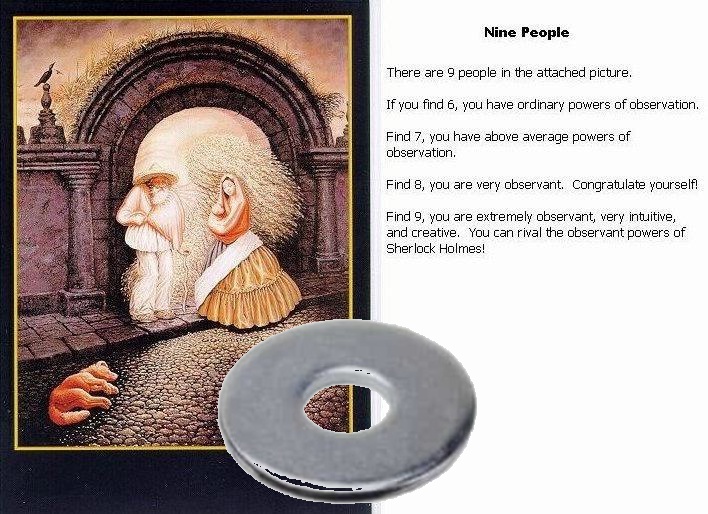 Nine People
There are 9 people in the attached picture.
If you find 6, you have ordinary powers of observation.
Find 7, you have above average powers of
observation.
Find 8, you are very observant.  Congratulate yourself!
Find 9, you are extremely observant, very intuitive,
and creative.  You can rival the observant powers of
Sherlock Holmes!